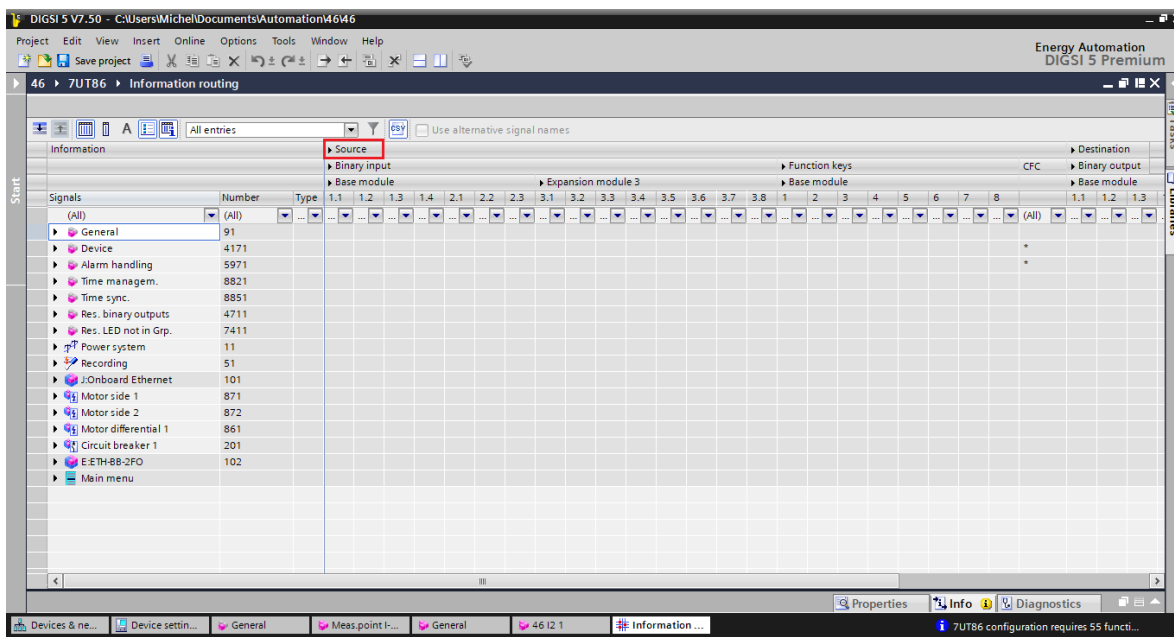 DIGSI 5 V7.50 - C:\Users\Michel\Documents\Automation\46\46
Project Edit View Insert Online Options Tools Window Help
Energy Automation
DIGSI 5 Premium
Save project
46 ▸ 7UT86 ▸ Information routing
All entries
CSV
Use alternative signal names
Information Source Destination
Binary input Function keys CFC Binary output
Base module Expansion module 3 Base module Base module
Signals Number Type 1.1 1.2 1.3 1.4 2.1 2.2 2.3 3.1 3.2 3.3 3.4 3.5 3.6 3.7 3.8 1 2 3 4 5 6 7 8 1.1 1.2 1.3
(All) (All) ... ... ... ... ... ... ... ... ... ... ... ... ... ... ... ... ... ... ... ... ... ... ... ... (All) ... ... ...
General 91
Device 4171 *
Alarm handling 5971 *
Time managem. 8821
Time sync. 8851
Res. binary outputs 4711
Res. LED not in Grp. 7411
Power system 11
Recording 51
J:Onboard Ethernet 101
Motor side 1 871
Motor side 2 872
Motor differential 1 861
Circuit breaker 1 201
E:ETH-BB-2FO 102
Main menu
Start
Tasks
Libraries
Properties Info Diagnostics
Devices & ne... Device settin... General Meas.point I-... General 46 I2 1 Information ... 7UT86 configuration requires 55 functi...